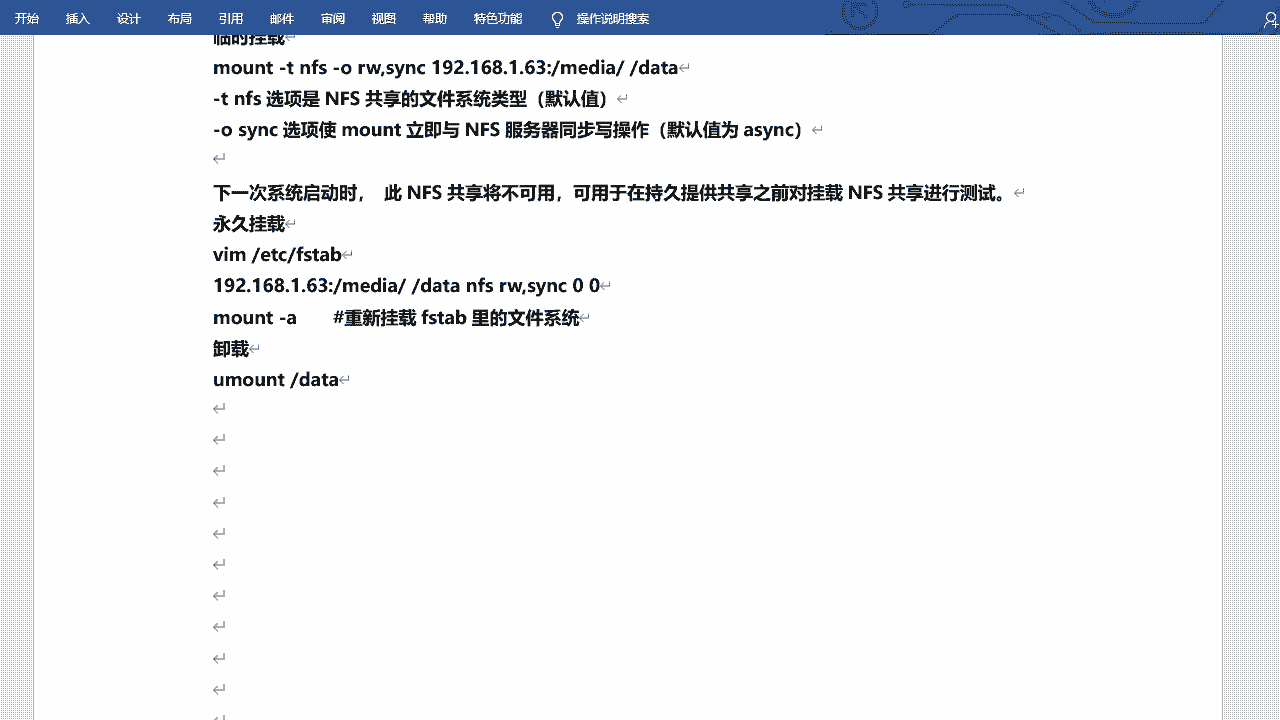 开始 插入 设计 布局 引用 邮件 审阅 视图 帮助 特色功能 操作说明搜索
临时挂载
mount -t nfs -o rw,sync 192.168.1.63:/media/ /data
-t nfs 选项是 NFS 共享的文件系统类型（默认值）
-o sync 选项使 mount 立即与 NFS 服务器同步写操作（默认值为 async）
下一次系统启动时， 此 NFS 共享将不可用，可用于在持久提供共享之前对挂载 NFS 共享进行测试。
永久挂载
vim /etc/fstab
192.168.1.63:/media/ /data nfs rw,sync 0 0
mount -a #重新挂载 fstab 里的文件系统
卸载
umount /data